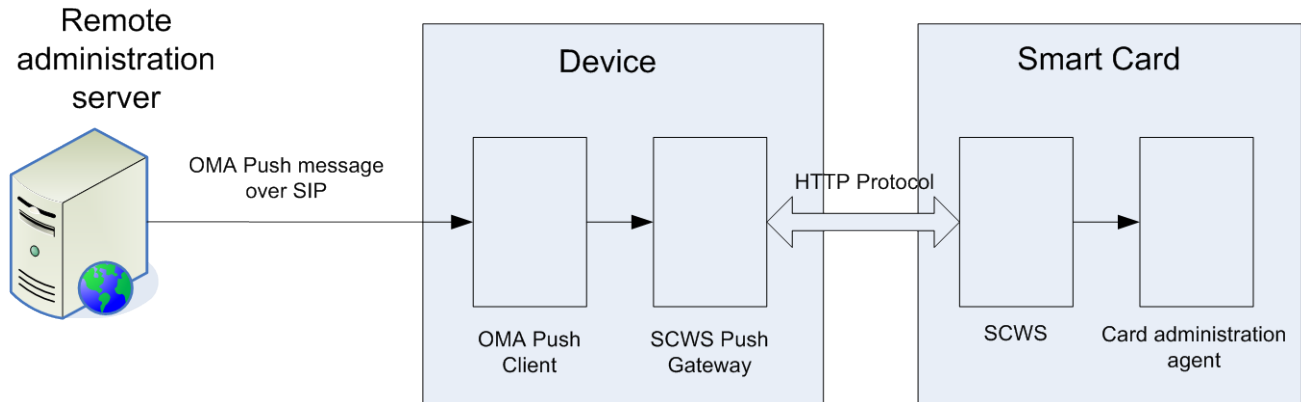 Remote
administration
server
OMA Push message
over SIP
Device
OMA Push
Client
SCWS Push
Gateway
HTTP Protocol
Smart Card
SCWS
Card administration
agent